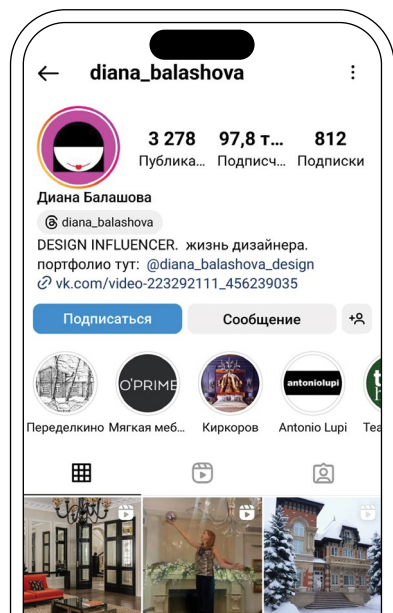 diana_balashova
3 278 97,8 т... 812
Публика... Подписч... Подписки
Диана Балашова
diana_balashova
DESIGN INFLUENCER. жизнь дизайнера.
портфолио тут: @diana_balashova_design
vk.com/video-223292111_456239035
Подписаться Сообщение
O'PRIME antoniolupi
Переделкино Мягкая меб... Киркоров Antonio Lupi Tea